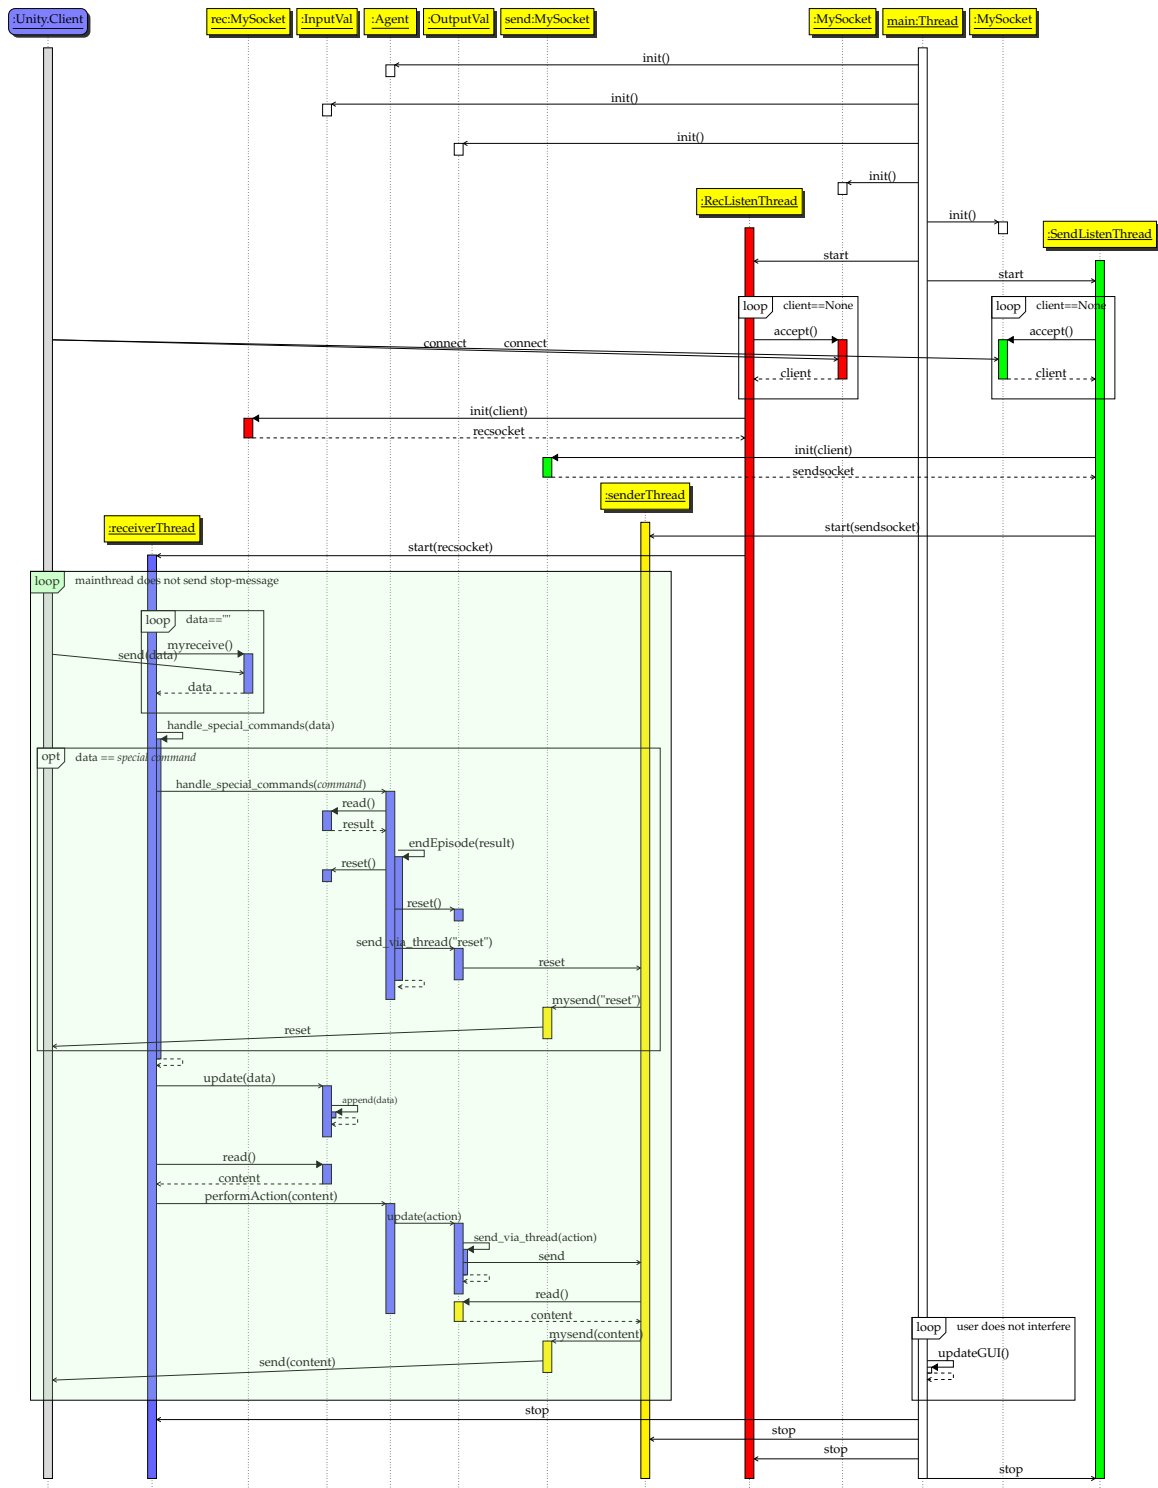 :Unity.Client
rec:MySocket
:InputVal
:Agent
:OutputVal
send:MySocket
:MySocket
main:Thread
:MySocket
init()
init()
init()
init()
:RecListenThread
init()
:SendListenThread
start
start
loop
client==None
loop
client==None
accept()
accept()
connect
connect
client
client
init(client)
recsocket
init(client)
sendsocket
:senderThread
:receiverThread
start(sendsocket)
start(recsocket)
loop
mainthread does not send stop-message
loop
data==""
myreceive()
send(data)
data
handle_special_commands(data)
opt
data == special command
handle_special_commands(command)
read()
result
endEpisode(result)
reset()
reset()
send_via_thread("reset")
reset
mysend("reset")
reset
update(data)
append(data)
read()
content
performAction(content)
update(action)
send_via_thread(action)
send
read()
content
loop
user does not interfere
mysend(content)
updateGUI()
send(content)
stop
stop
stop
stop